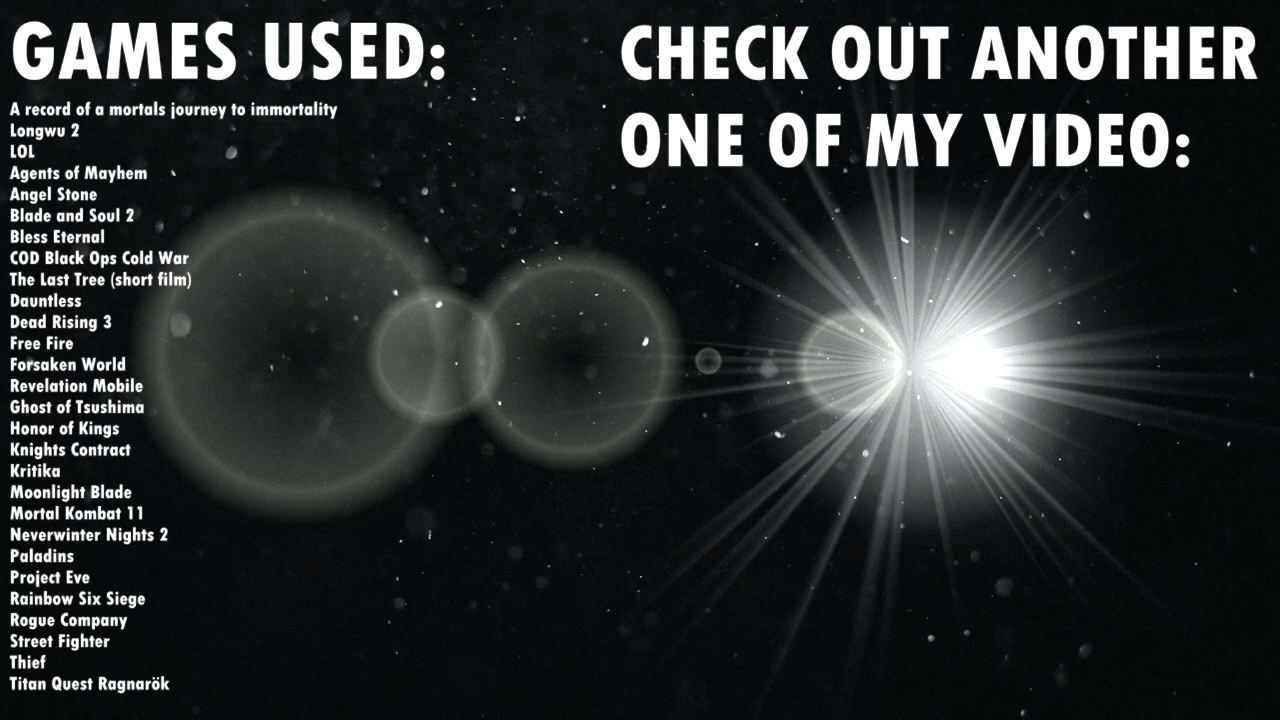 GAMES USED:
A record of a mortals journey to immortality
Longwu 2
LOL
Agents of Mayhem
Angel Stone
Blade and Soul 2
Bless Eternal
COD Black Ops Cold War
The Last Tree (short film)
Dauntless
Dead Rising 3
Free Fire
Forsaken World
Revelation Mobile
Ghost of Tsushima
Honor of Kings
Knights Contract
Kritika
Moonlight Blade
Mortal Kombat 11
Neverwinter Nights 2
Paladins
Project Eve
Rainbow Six Siege
Rogue Company
Street Fighter
Thief
Titan Quest Ragnarök
CHECK OUT ANOTHER
ONE OF MY VIDEO: